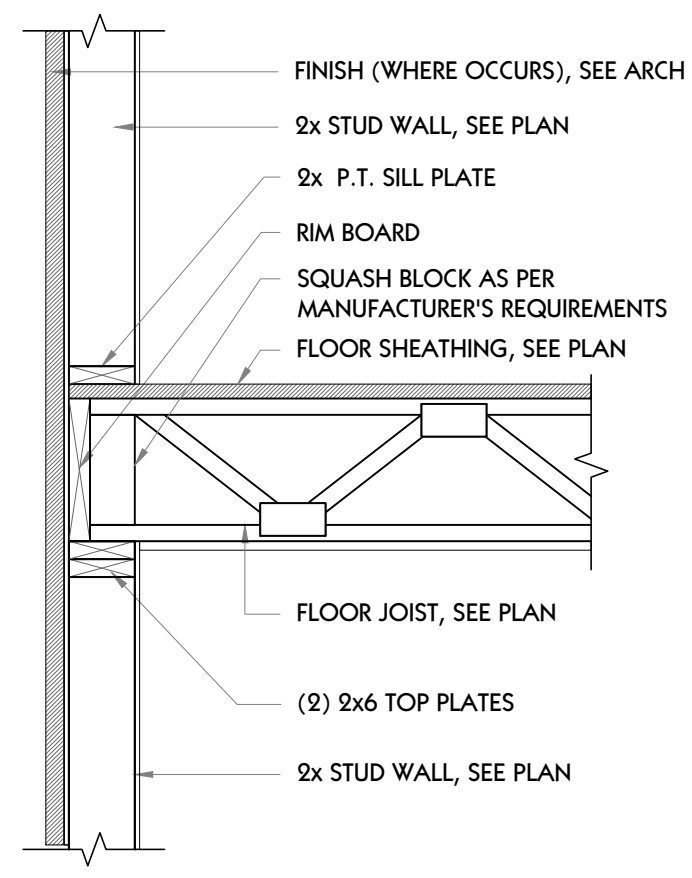 FINISH (WHERE OCCURS), SEE ARCH
2x STUD WALL, SEE PLAN
2x P.T. SILL PLATE
RIM BOARD
SQUASH BLOCK AS PER
MANUFACTURER'S REQUIREMENTS
FLOOR SHEATHING, SEE PLAN
FLOOR JOIST, SEE PLAN
(2) 2x6 TOP PLATES
2x STUD WALL, SEE PLAN